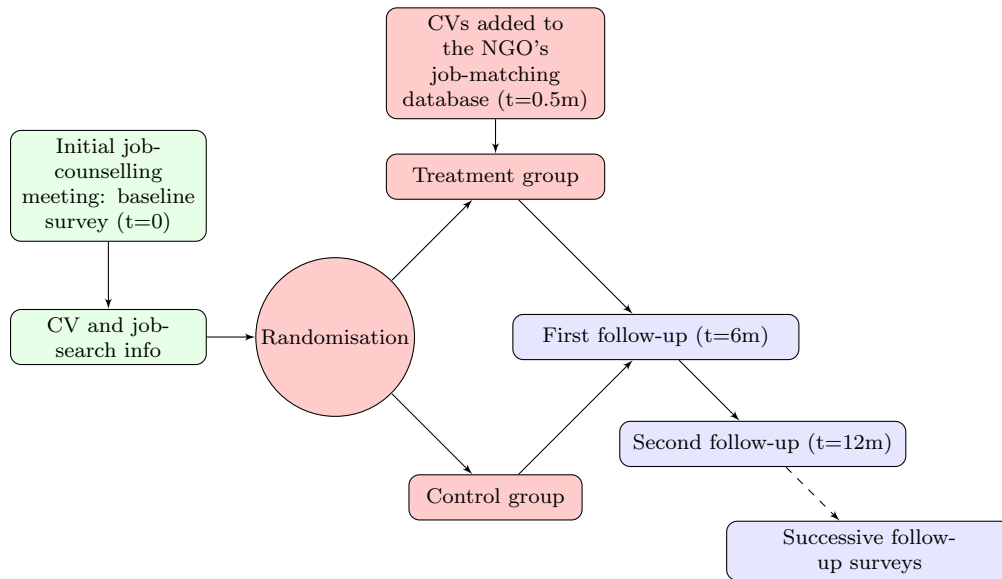 CVs added to
the NGO's
job-matching
database (t=0.5m)
Initial job-
counselling
meeting: baseline
survey (t=0)
Treatment group
CV and job-
search info
Randomisation
First follow-up (t=6m)
Second follow-up (t=12m)
Control group
Successive follow-
up surveys